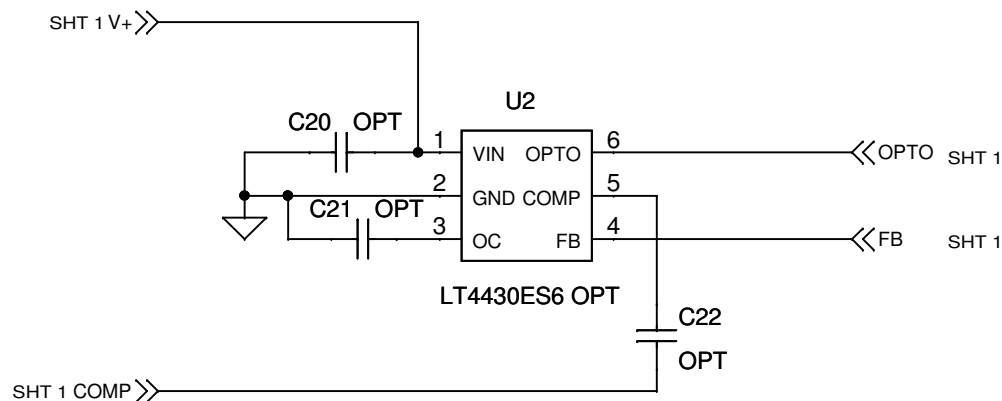 SHT 1 V+
U2
C20 OPT
1 VIN OPTO 6
OPTO SHT 1
2 GND COMP 5
C21 OPT
3 OC FB 4
FB SHT 1
LT4430ES6 OPT
C22
OPT
SHT 1 COMP